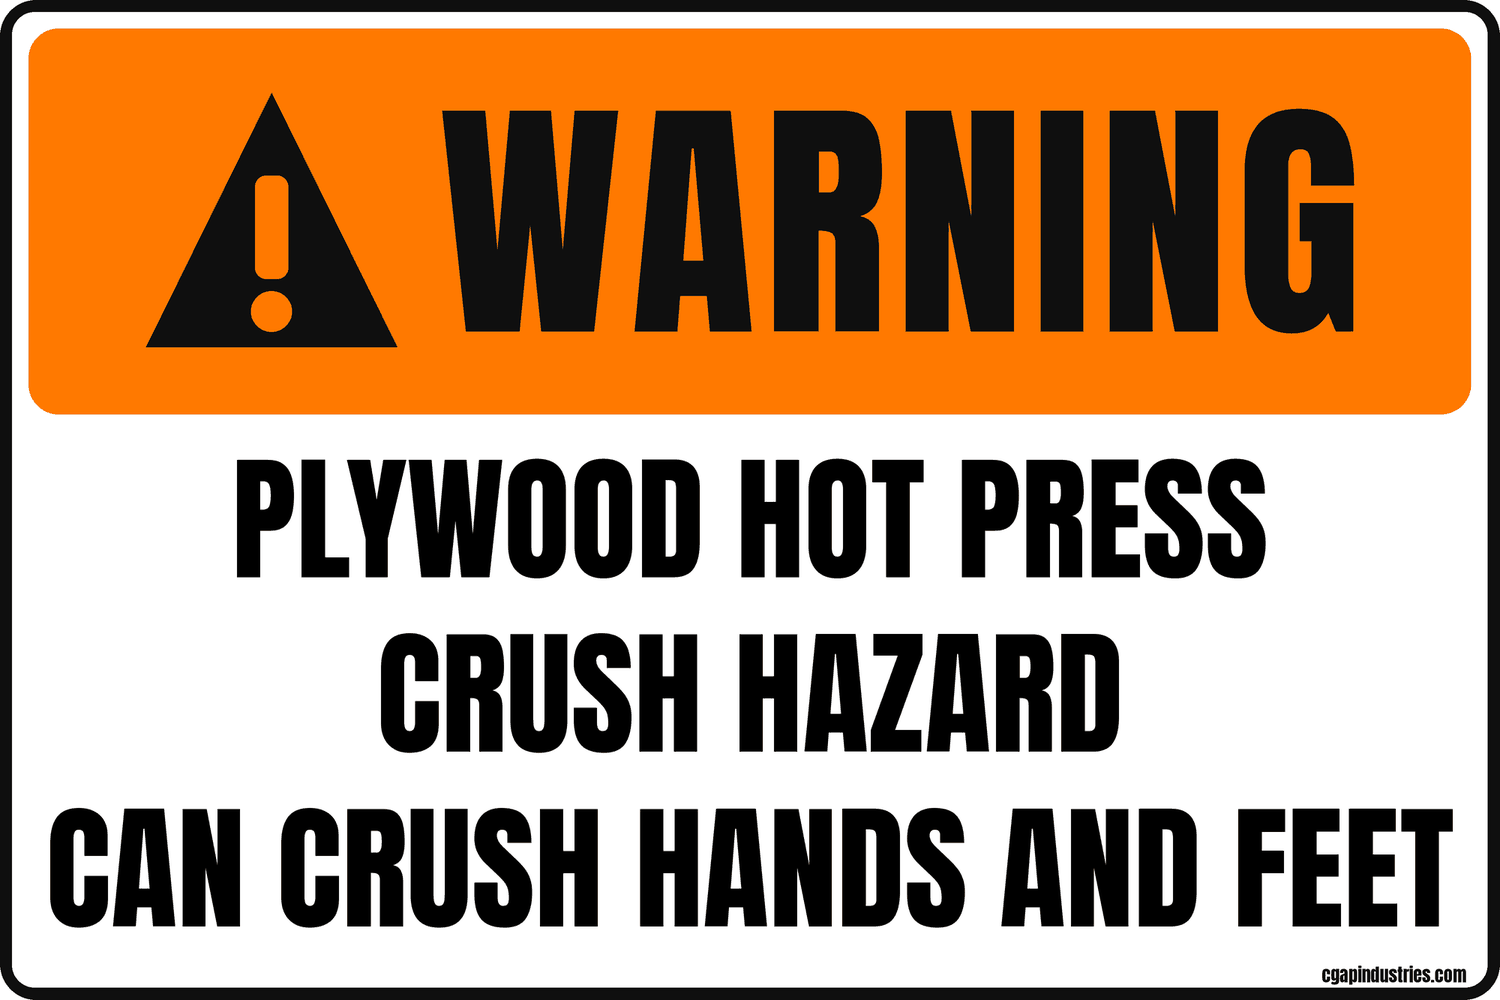 WARNING
PLYWOOD HOT PRESS
CRUSH HAZARD
CAN CRUSH HANDS AND FEET
cgapindustries.com